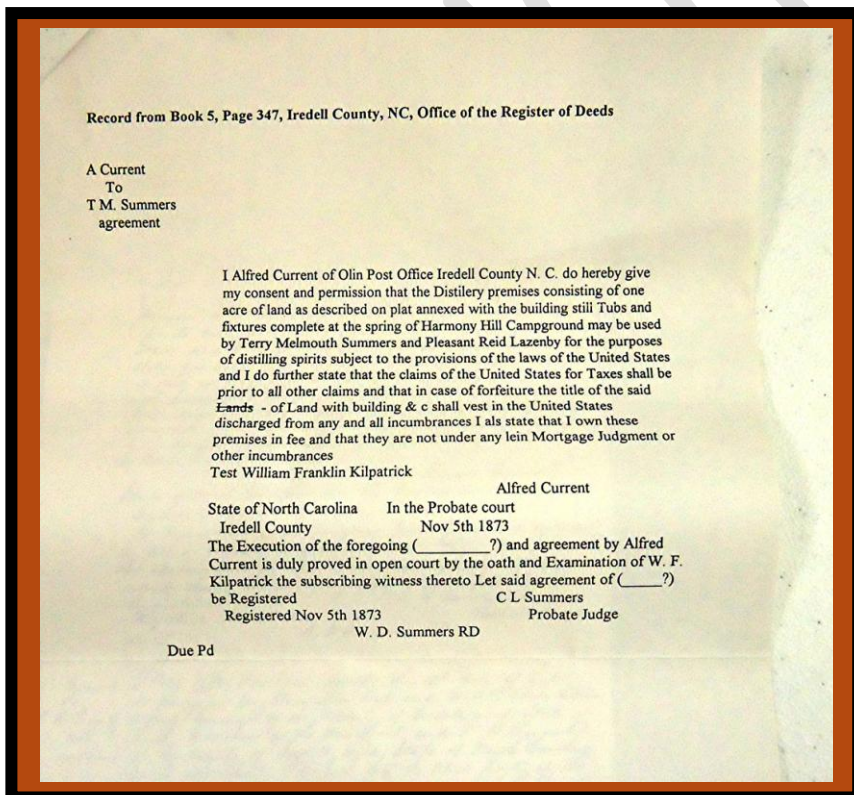 Record from Book 5, Page 347, Iredell County, NC, Office of the Register of Deeds
A Current
To
T M. Summers
agreement
I Alfred Current of Olin Post Office Iredell County N. C. do hereby give
my consent and permission that the Distilery premises consisting of one
acre of land as described on plat annexed with the building still Tubs and
fixtures complete at the spring of Harmony Hill Campground may be used
by Terry Melmouth Summers and Pleasant Reid Lazenby for the purposes
of distilling spirits subject to the provisions of the laws of the United States
and I do further state that the claims of the United States for Taxes shall be
prior to all other claims and that in case of forfeiture the title of the said
Lands - of Land with building & c shall vest in the United States
discharged from any and all incumbrances I als state that I own these
premises in fee and that they are not under any lein Mortgage Judgment or
other incumbrances
Test William Franklin Kilpatrick
Alfred Current
State of North Carolina In the Probate court
Iredell County Nov 5th 1873
The Execution of the foregoing (_________?) and agreement by Alfred
Current is duly proved in open court by the oath and Examination of W. F.
Kilpatrick the subscribing witness thereto Let said agreement of (____?)
be Registered C L Summers
Registered Nov 5th 1873 Probate Judge
W. D. Summers RD
Due Pd